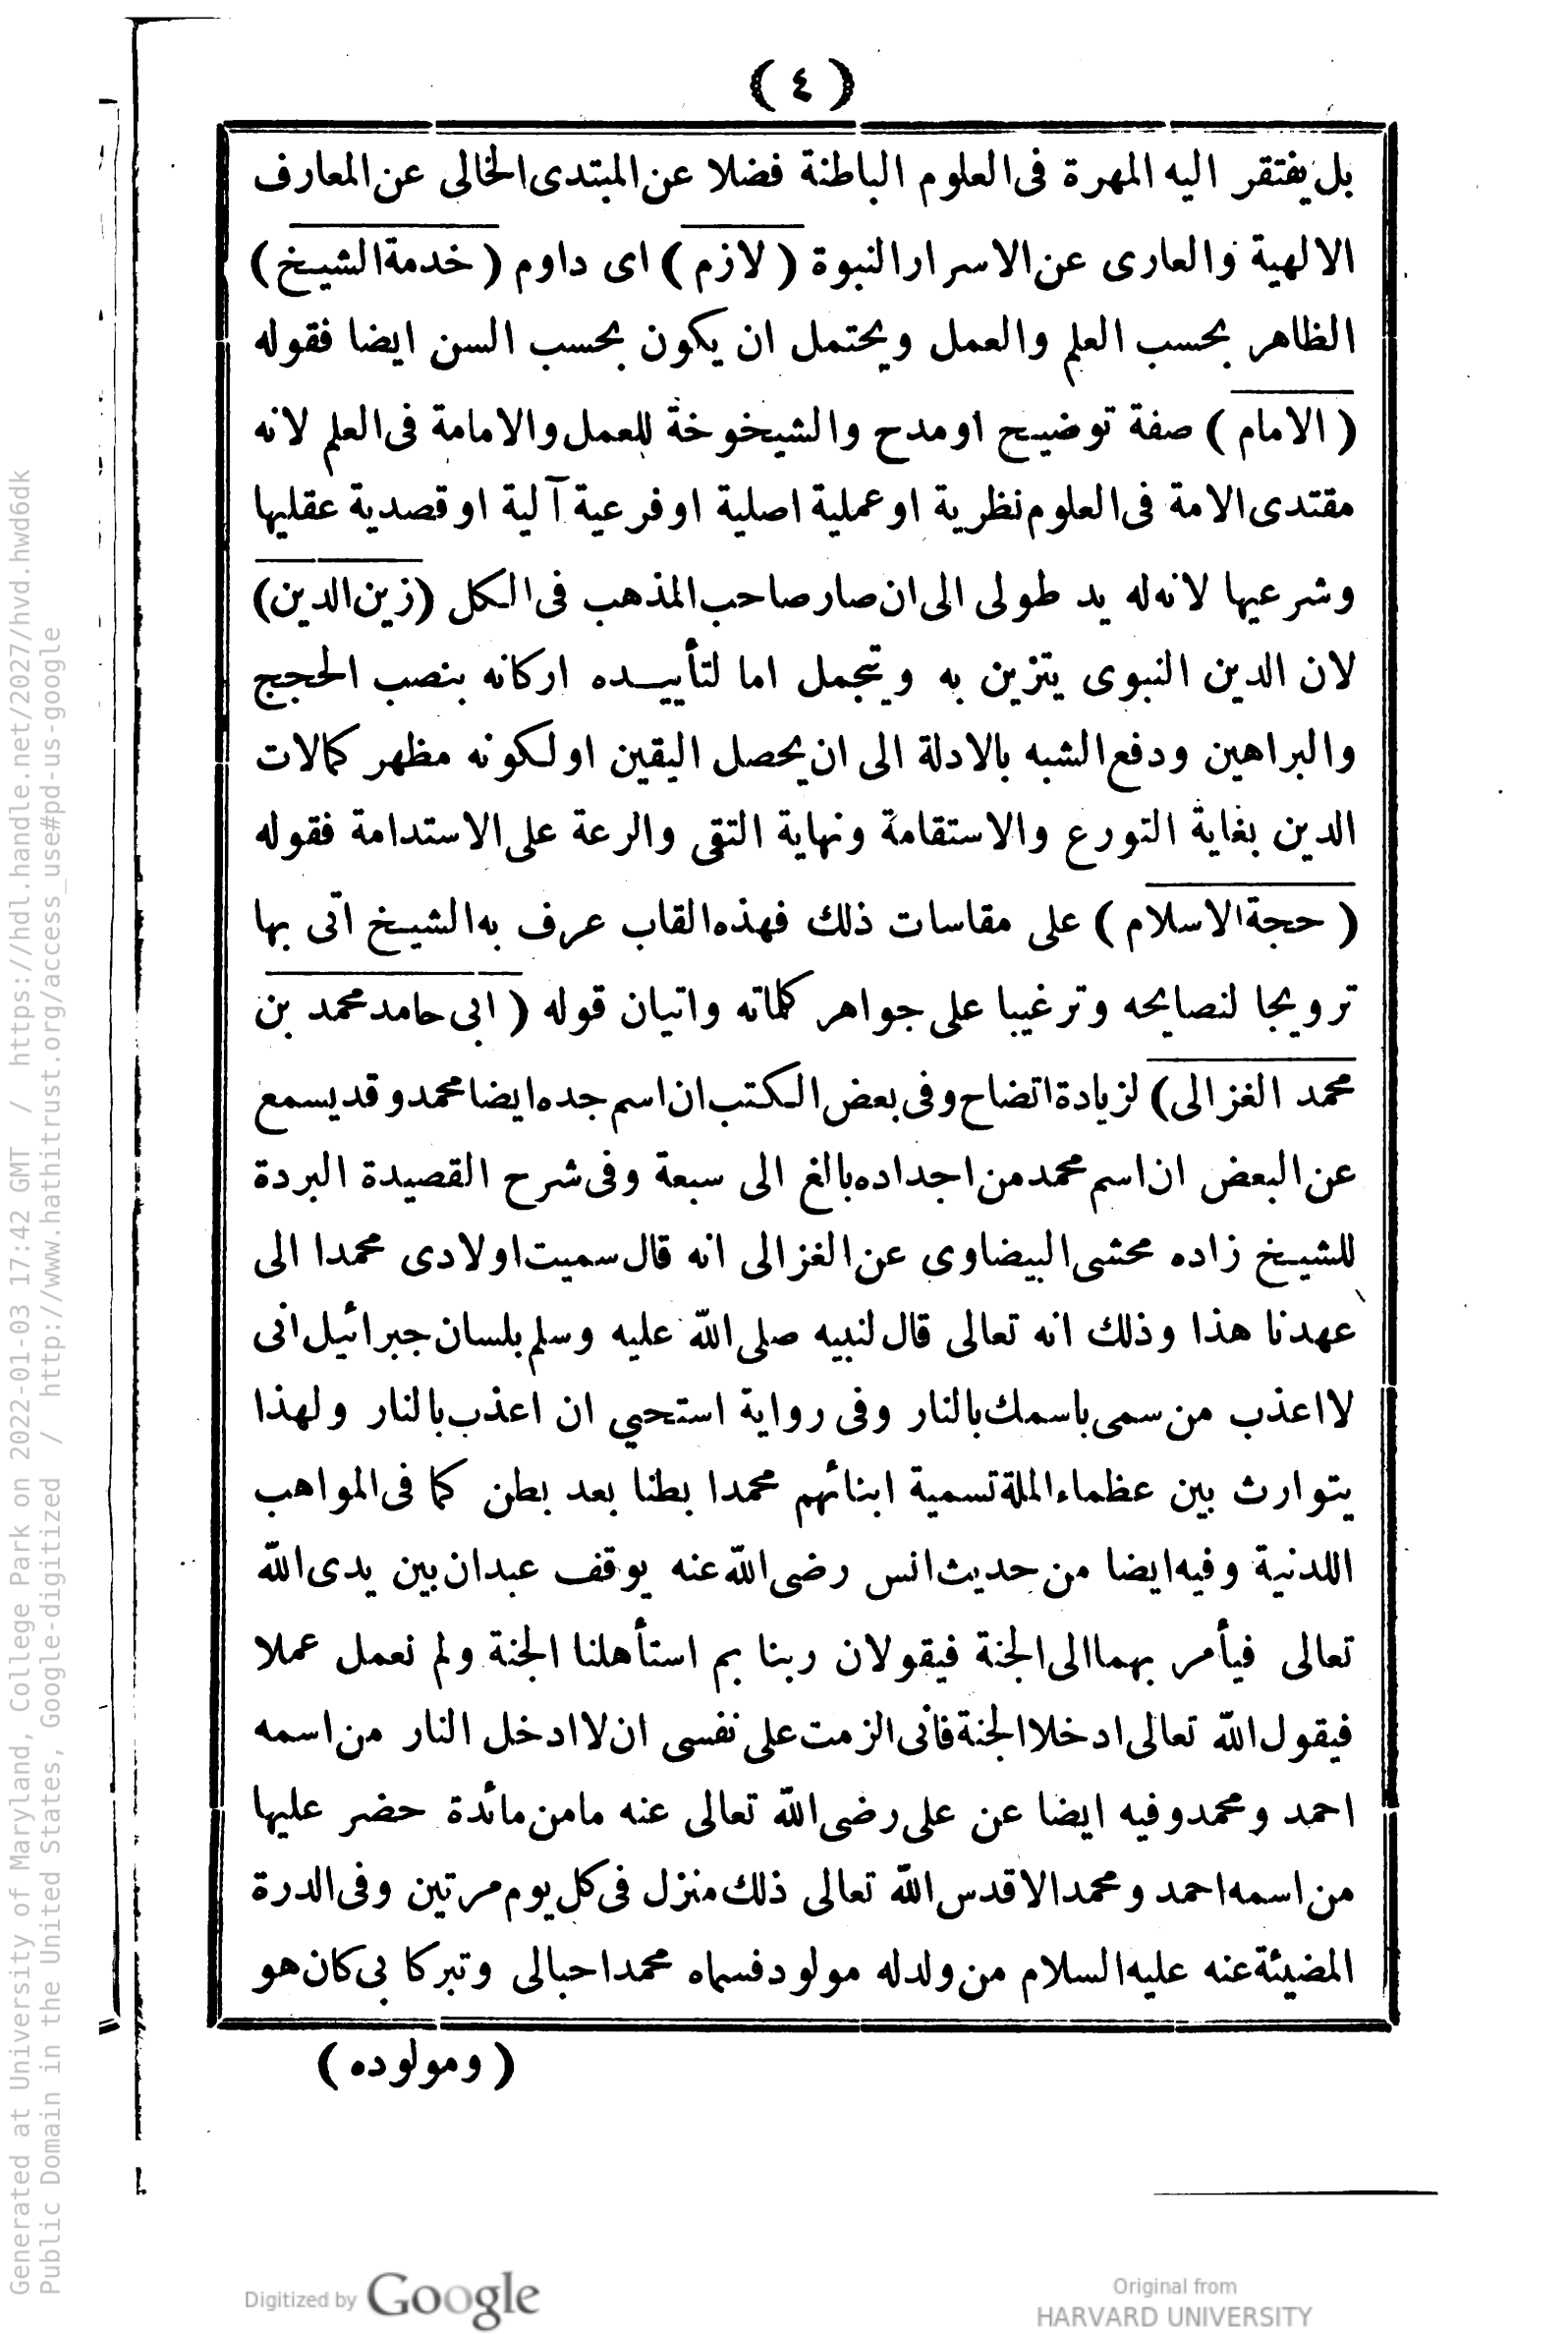 ( ٤ )
بل يفتقر اليه المهرة فى العلوم الباطنة فضلا عن المبتدى الخالى عن المعارف
الالهية والعارى عن الاسرار النبوة ( لازم ) اى داوم ( خدمة الشيخ )
الظاهر بحسب العلم والعمل ويحتمل ان يكون بحسب السن ايضا فقوله
( الامام ) صفة توضيح اومدح والشيخوخة للعمل والامامة فى العلم لانه
مقتدى الامة فى العلوم نظرية او عملية اصلية او فرعية آلية او قصدية عقليها
وشرعيها لانه له يد طولى الى ان صار صاحب المذهب فى الكل (زين الدين)
لان الدين النبوى يتزين به ويتجمل اما لتأييده اركانه بنصب الحجج
والبراهين ودفع الشبه بالادلة الى ان يحصل اليقين او لكونه مظهر كمالات
الدين بغاية التورع والاستقامة ونهاية التقى والرعة على الاستدامة فقوله
( حجة الاسلام ) على مقاسات ذلك فهذه القاب عرف به الشيخ اتى بها
ترويجا لنصايحه وترغيبا على جواهر كلماته واتيان قوله ( ابى حامد محمد بن
محمد الغزالى) لزيادة اتضاح وفى بعض الكتب ان اسم جده ايضا محمد وقد يسمع
عن البعض ان اسم محمد من اجداده بالغ الى سبعة وفى شرح القصيدة البردة
للشيخ زاده محشى البيضاوى عن الغزالى انه قال سميت اولادى محمدا الى
عهدنا هذا وذلك انه تعالى قال لنبيه صلى الله عليه وسلم بلسان جبرائيل انى
لا اعذب من سمى باسمك بالنار وفى رواية استحيي ان اعذب بالنار ولهذا
يتوارث بين عظماء الملة تسمية ابنائهم محمدا بطنا بعد بطن كما فى المواهب
اللدنية وفيه ايضا من حديث انس رضى الله عنه يوقف عبدان بين يدى الله
تعالى فيأمر بهما الى الجنة فيقولان ربنا بم استأهلنا الجنة ولم نعمل عملا
فيقول الله تعالى ادخلا الجنة فانى الزمت على نفسى ان لا ادخل النار من اسمه
احمد ومحمد وفيه ايضا عن على رضى الله تعالى عنه مامن مائدة حضر عليها
من اسمه احمد ومحمد الا قدس الله تعالى ذلك منزل فى كل يوم مرتين وفى الدرة
المضيئة عنه عليه السلام من ولدله مولود فسماه محمدا حبالى وتبركا بى كان هو
( ومولوده )
Generated at University of Maryland, College Park on 2022-01-03 17:42 GMT / https://hdl.handle.net/2027/hvd.hwd6dk
Public Domain in the United States, Google-digitized / http://www.hathitrust.org/access_use#pd-us-google
Digitized by Google
Original from
HARVARD UNIVERSITY